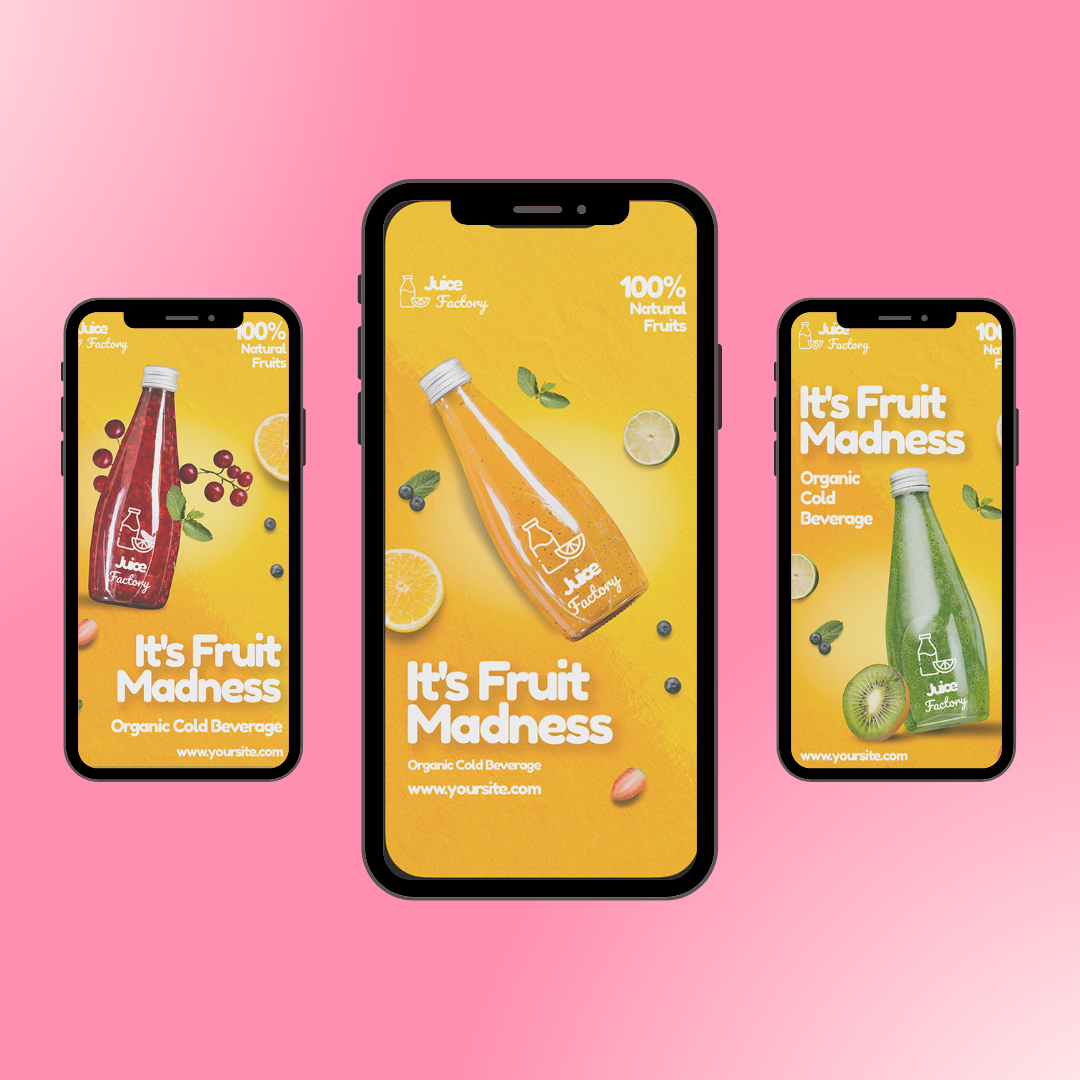 Juice
Factory
100%
Natural
Fruits
Juice
Factory
It's Fruit
Madness
Organic Cold Beverage
www.yoursite.com
Juice
Factory
100%
Natural
Fruits
Juice
Factory
It's Fruit
Madness
Organic Cold Beverage
www.yoursite.com
Juice
Factory
It's Fruit
Madness
Organic
Cold
Beverage
Juice
Factory
www.yoursite.com